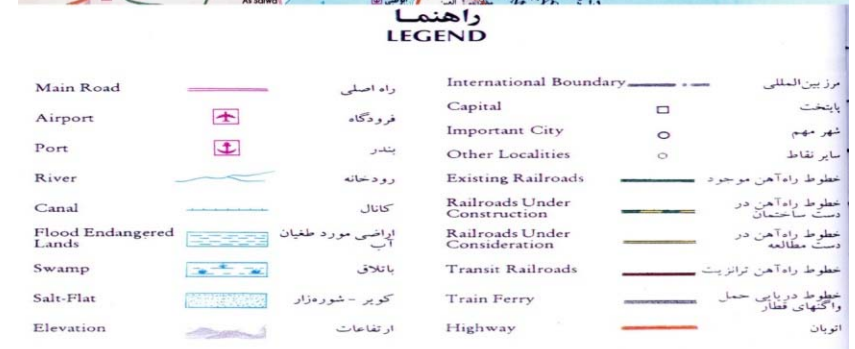 As Salwa
راهنمـا
LEGEND
Main Road راه اصلی
Airport فرودگاه
Port بندر
River رودخانه
Canal کانال
Flood Endangered Lands اراضی مورد طغیان آب
Swamp باتلاق
Salt-Flat کویر - شوره‌زار
Elevation ارتفاعات
International Boundary مرز بین‌المللی
Capital پایتخت
Important City شهر مهم
Other Localities سایر نقاط
Existing Railroads خطوط راه‌آهن موجود
Railroads Under Construction خطوط راه‌آهن در دست ساختمان
Railroads Under Consideration خطوط راه‌آهن در دست مطالعه
Transit Railroads خطوط راه‌آهن ترانزیت
Train Ferry خطوط دریایی حمل واگنهای قطار
Highway اتوبان